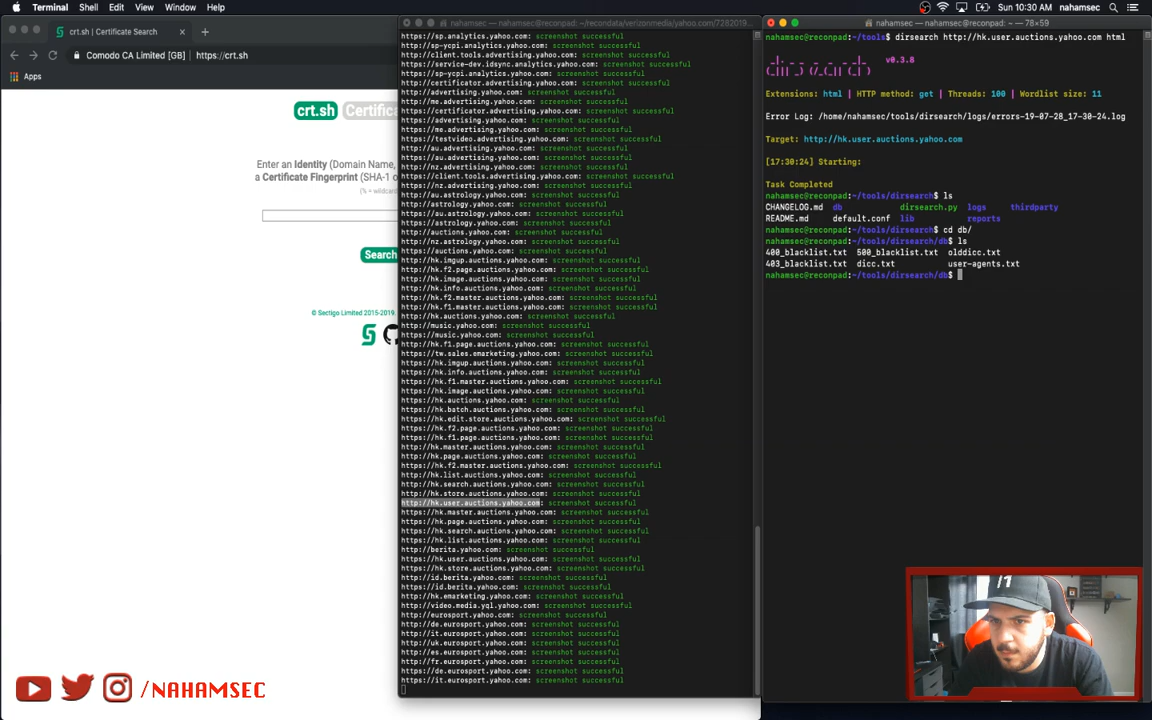 Terminal Shell Edit View Window Help
Sun 10:30 AM nahamsec
crt.sh | Certificate Search
Comodo CA Limited [GB] https://crt.sh
Apps
crt.sh Certific
Enter an Identity (Domain Name,
a Certificate Fingerprint (SHA-1 o
(% = wildcar
Search
© Sectigo Limited 2015-2019
nahamsec — nahamsec@reconpad: ~/recondata/verizonmedia/yahoo.com/7282019...
https://sp.analytics.yahoo.com: screenshot successful
https://sp-ycpi.analytics.yahoo.com: screenshot successful
http://client.tools.advertising.yahoo.com: screenshot successful
https://service-dev.idsync.analytics.yahoo.com: screenshot successful
http://sp-ycpi.analytics.yahoo.com: screenshot successful
http://certificator.advertising.yahoo.com: screenshot successful
http://advertising.yahoo.com: screenshot successful
http://me.advertising.yahoo.com: screenshot successful
https://certificator.advertising.yahoo.com: screenshot successful
https://advertising.yahoo.com: screenshot successful
https://me.advertising.yahoo.com: screenshot successful
https://testvideo.advertising.yahoo.com: screenshot successful
http://au.advertising.yahoo.com: screenshot successful
https://au.advertising.yahoo.com: screenshot successful
http://nz.advertising.yahoo.com: screenshot successful
https://client.tools.advertising.yahoo.com: screenshot successful
https://nz.advertising.yahoo.com: screenshot successful
http://au.astrology.yahoo.com: screenshot successful
http://astrology.yahoo.com: screenshot successful
https://au.astrology.yahoo.com: screenshot successful
https://astrology.yahoo.com: screenshot successful
http://auctions.yahoo.com: screenshot successful
http://nz.astrology.yahoo.com: screenshot successful
https://auctions.yahoo.com: screenshot successful
http://hk.imgup.auctions.yahoo.com: screenshot successful
http://hk.f2.page.auctions.yahoo.com: screenshot successful
http://hk.image.auctions.yahoo.com: screenshot successful
http://hk.info.auctions.yahoo.com: screenshot successful
http://hk.f2.master.auctions.yahoo.com: screenshot successful
http://hk.f1.master.auctions.yahoo.com: screenshot successful
http://hk.auctions.yahoo.com: screenshot successful
http://music.yahoo.com: screenshot successful
https://music.yahoo.com: screenshot successful
http://hk.f1.page.auctions.yahoo.com: screenshot successful
http://tw.sales.emarketing.yahoo.com: screenshot successful
https://hk.imgup.auctions.yahoo.com: screenshot successful
https://hk.info.auctions.yahoo.com: screenshot successful
https://hk.f1.master.auctions.yahoo.com: screenshot successful
https://hk.image.auctions.yahoo.com: screenshot successful
https://hk.auctions.yahoo.com: screenshot successful
https://hk.batch.auctions.yahoo.com: screenshot successful
http://hk.edit.store.auctions.yahoo.com: screenshot successful
https://hk.f2.page.auctions.yahoo.com: screenshot successful
https://hk.f1.page.auctions.yahoo.com: screenshot successful
http://hk.master.auctions.yahoo.com: screenshot successful
http://hk.page.auctions.yahoo.com: screenshot successful
https://hk.f2.master.auctions.yahoo.com: screenshot successful
http://hk.list.auctions.yahoo.com: screenshot successful
http://hk.search.auctions.yahoo.com: screenshot successful
http://hk.store.auctions.yahoo.com: screenshot successful
http://hk.user.auctions.yahoo.com: screenshot successful
https://hk.master.auctions.yahoo.com: screenshot successful
https://hk.page.auctions.yahoo.com: screenshot successful
https://hk.search.auctions.yahoo.com: screenshot successful
https://hk.list.auctions.yahoo.com: screenshot successful
http://berita.yahoo.com: screenshot successful
https://hk.user.auctions.yahoo.com: screenshot successful
https://hk.store.auctions.yahoo.com: screenshot successful
http://id.berita.yahoo.com: screenshot successful
https://id.berita.yahoo.com: screenshot successful
http://hk.emarketing.yahoo.com: screenshot successful
http://video.media.yql.yahoo.com: screenshot successful
http://eurosport.yahoo.com: screenshot successful
http://de.eurosport.yahoo.com: screenshot successful
http://it.eurosport.yahoo.com: screenshot successful
http://uk.eurosport.yahoo.com: screenshot successful
http://es.eurosport.yahoo.com: screenshot successful
http://fr.eurosport.yahoo.com: screenshot successful
https://de.eurosport.yahoo.com: screenshot successful
https://it.eurosport.yahoo.com: screenshot successful
nahamsec — nahamsec@reconpad: ~ — 78×59
nahamsec@reconpad:~/tools$ dirsearch http://hk.user.auctions.yahoo.com html
v0.3.8
Extensions: html | HTTP method: get | Threads: 100 | Wordlist size: 11
Error Log: /home/nahamsec/tools/dirsearch/logs/errors-19-07-28_17-30-24.log
Target: http://hk.user.auctions.yahoo.com
[17:30:24] Starting:
Task Completed
nahamsec@reconpad:~/tools/dirsearch$ ls
CHANGELOG.md db dirsearch.py logs thirdparty
README.md default.conf lib reports
nahamsec@reconpad:~/tools/dirsearch$ cd db/
nahamsec@reconpad:~/tools/dirsearch/db$ ls
400_blacklist.txt 500_blacklist.txt olddicc.txt
403_blacklist.txt dicc.txt user-agents.txt
nahamsec@reconpad:~/tools/dirsearch/db$
/NAHAMSEC